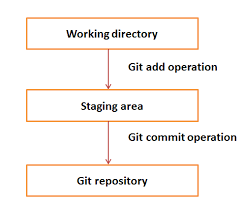 Working directory
Git add operation
Staging area
Git commit operation
Git repository